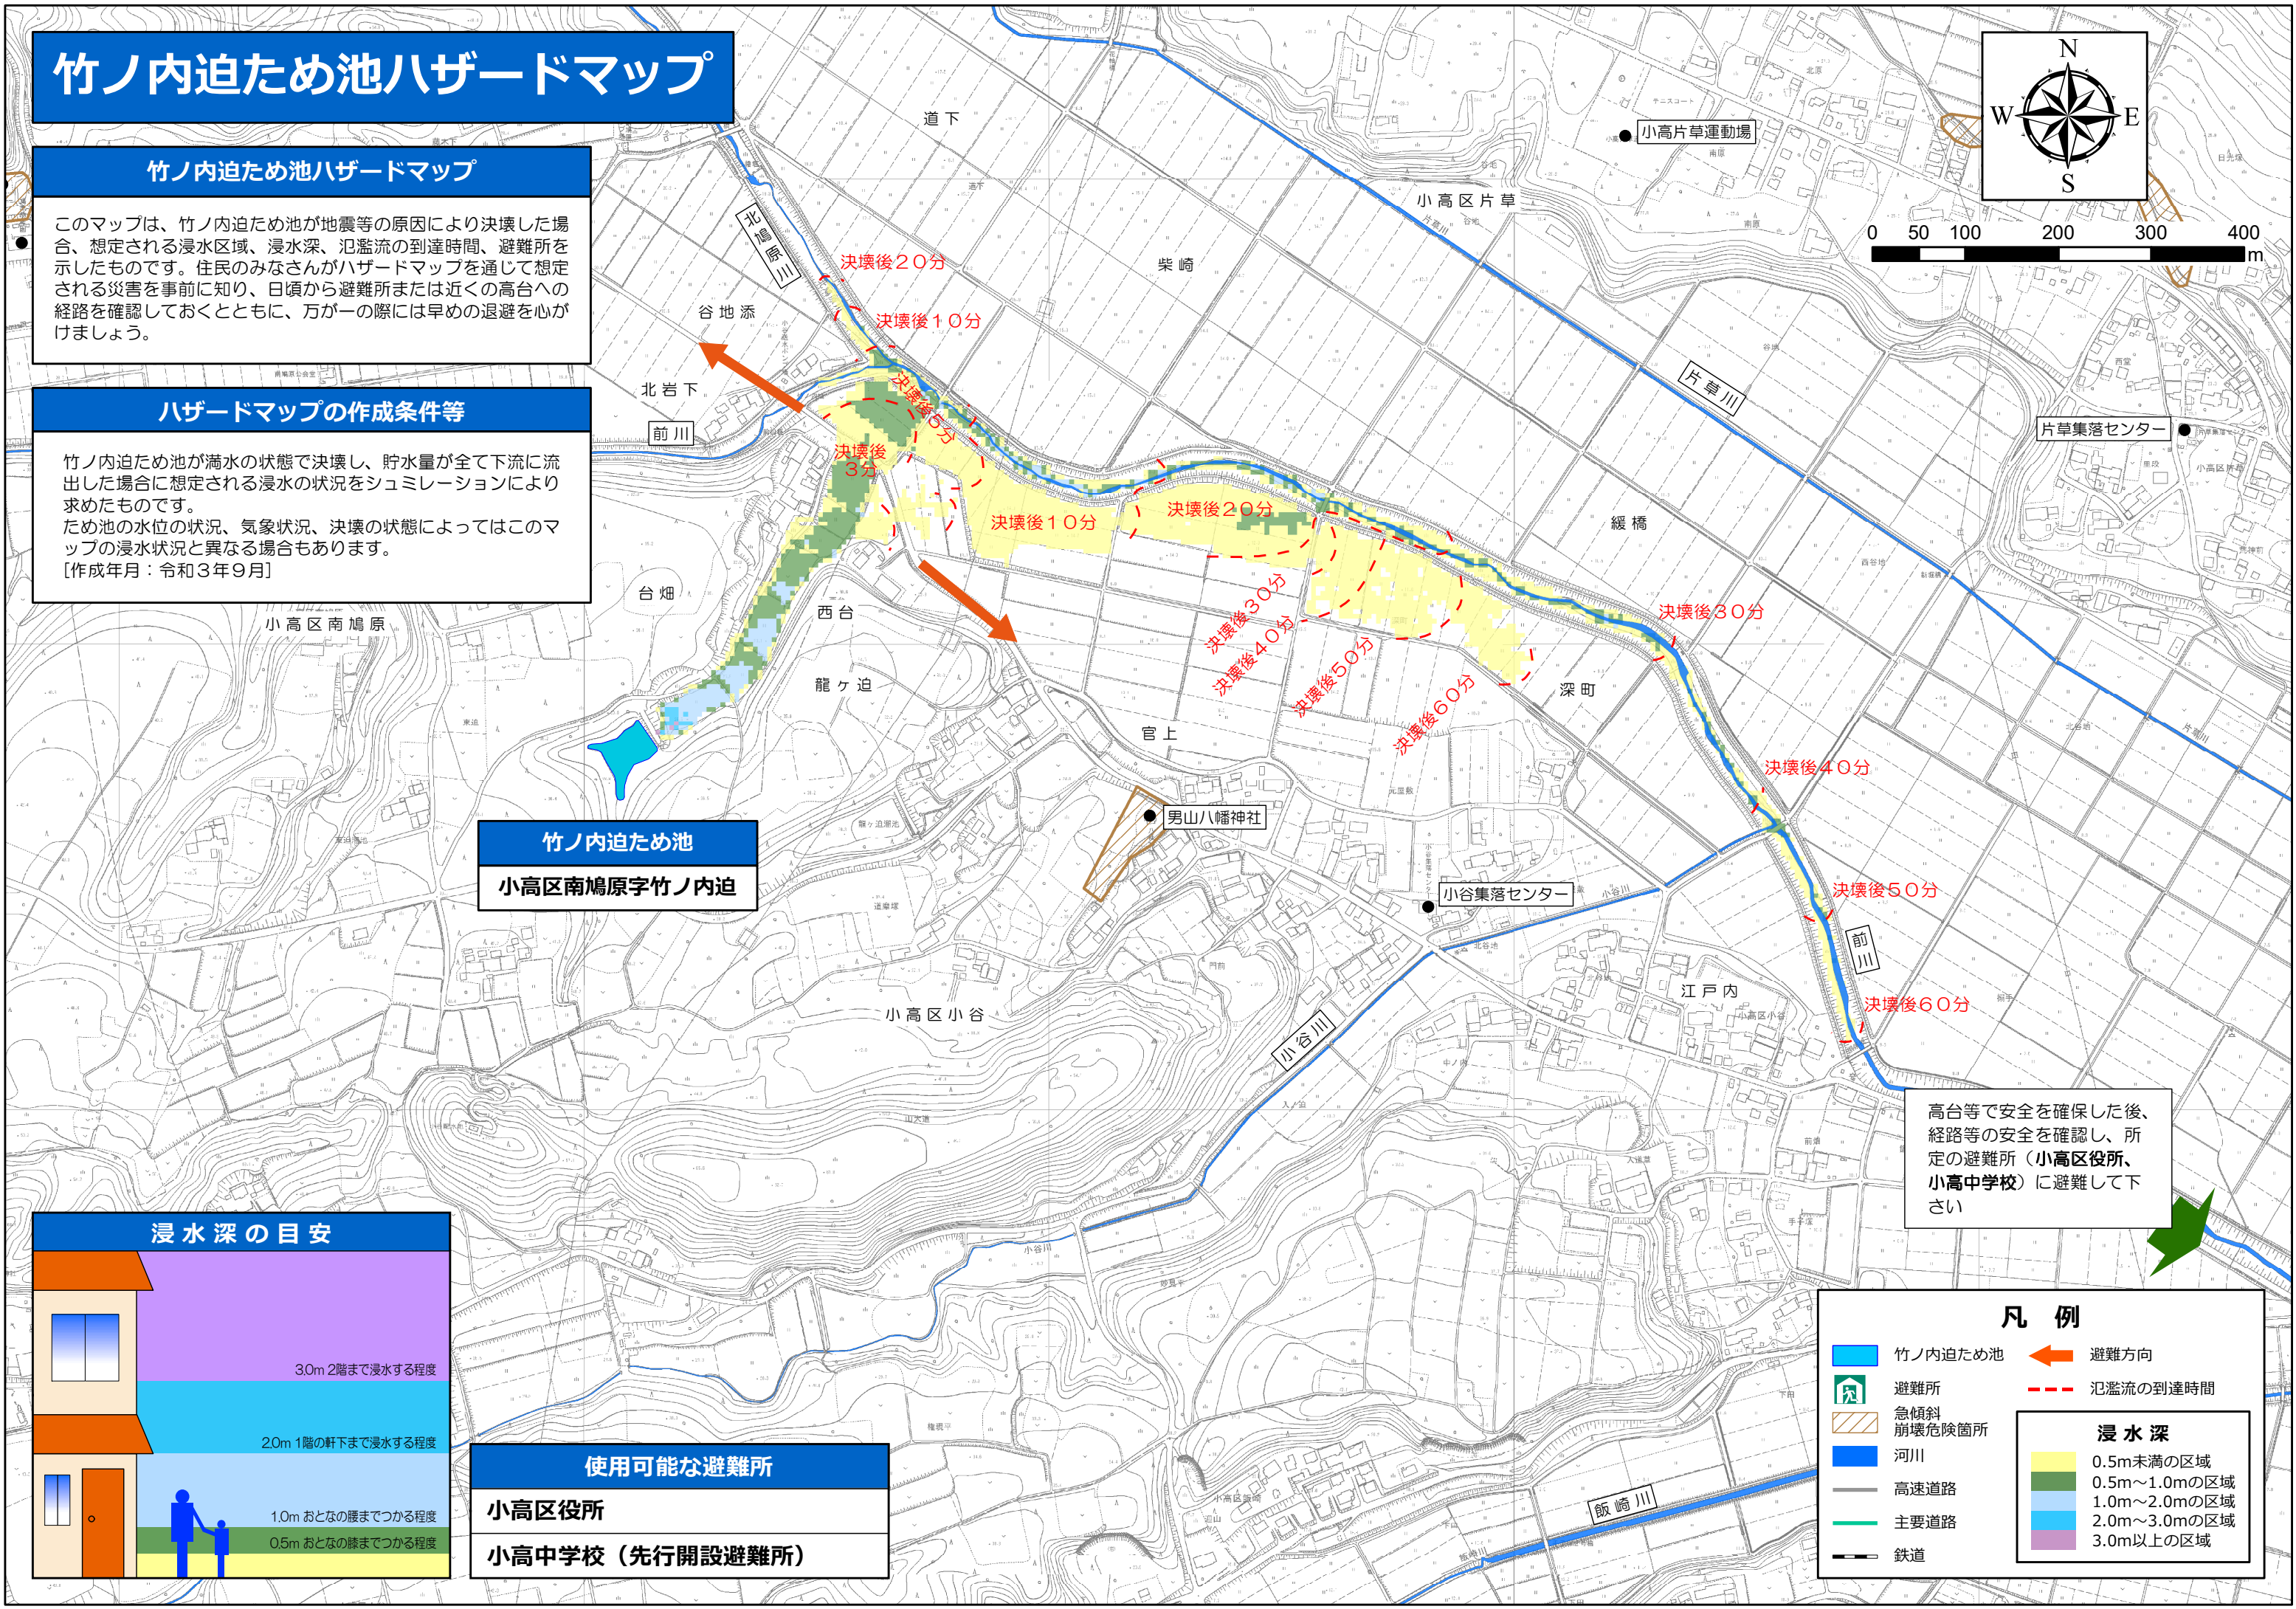 竹ノ内迫ため池ハザードマップ
竹ノ内迫ため池ハザードマップ
このマップは、竹ノ内迫ため池が地震等の原因により決壊した場
合、想定される浸水区域、浸水深、氾濫流の到達時間、避難所を
示したものです。住民のみなさんがハザードマップを通じて想定
される災害を事前に知り、日頃から避難所または近くの高台への
経路を確認しておくとともに、万が一の際には早めの退避を心が
けましょう。
ハザードマップの作成条件等
竹ノ内迫ため池が満水の状態で決壊し、貯水量が全て下流に流
出した場合に想定される浸水の状況をシュミレーションにより
求めたものです。
ため池の水位の状況、気象状況、決壊の状態によってはこのマ
ップの浸水状況と異なる場合もあります。
[作成年月：令和３年９月]
N
W
E
S
0 50 100 200 300 400
m
道下
小高片草運動場
小高区片草
柴崎
北鳩原川
決壊後２０分
決壊後１０分
谷地添
北岩下
前川
決壊後５分
決壊後
３分
片草川
片草集落センター
決壊後１０分
決壊後２０分
緩橋
台畑
西台
小高区南鳩原
決壊後３０分
決壊後４０分
決壊後５０分
決壊後６０分
決壊後３０分
龍ヶ迫
深町
官上
決壊後４０分
男山八幡神社
竹ノ内迫ため池
小高区南鳩原字竹ノ内迫
小谷集落センター
決壊後５０分
前川
江戸内
決壊後６０分
小高区小谷
小谷川
高台等で安全を確保した後、
経路等の安全を確認し、所
定の避難所（小高区役所、
小高中学校）に避難して下
さい
浸水深の目安
3.0m 2階まで浸水する程度
2.0m 1階の軒下まで浸水する程度
1.0m おとなの腰までつかる程度
0.5m おとなの膝までつかる程度
使用可能な避難所
小高区役所
小高中学校（先行開設避難所）
飯崎川
凡例
竹ノ内迫ため池
避難方向
避難所
氾濫流の到達時間
急傾斜
崩壊危険箇所
河川
高速道路
主要道路
鉄道
浸水深
0.5m未満の区域
0.5m～1.0mの区域
1.0m～2.0mの区域
2.0m～3.0mの区域
3.0m以上の区域